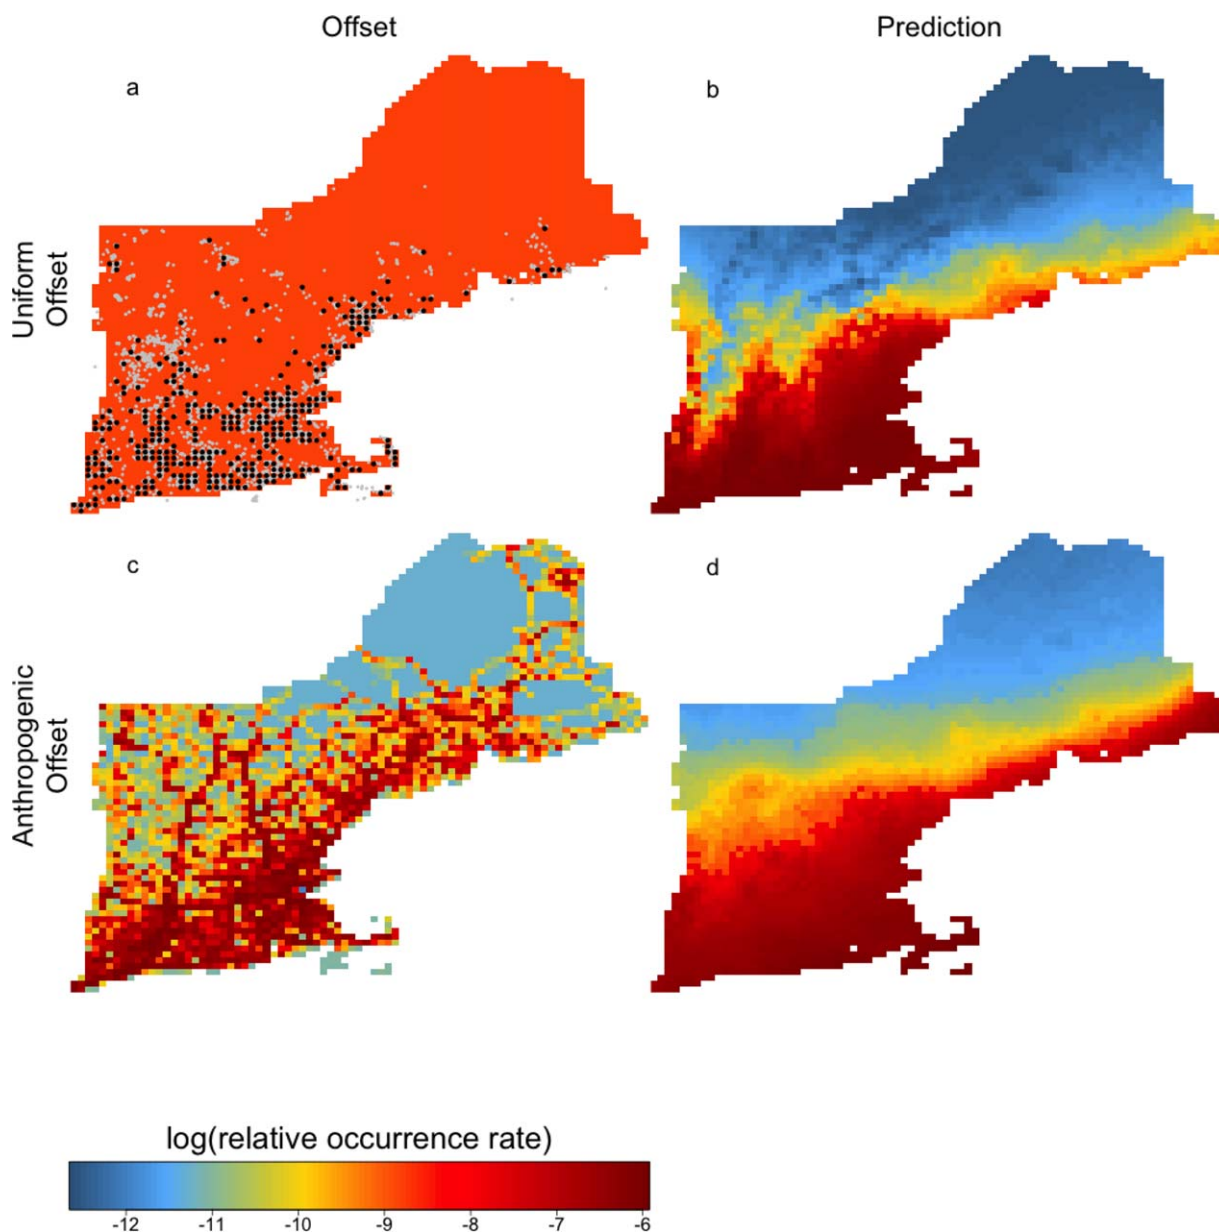 Offset
Prediction
a
b
Uniform
Offset
c
d
Anthropogenic
Offset
log(relative occurrence rate)
-12
-11
-10
-9
-8
-7
-6